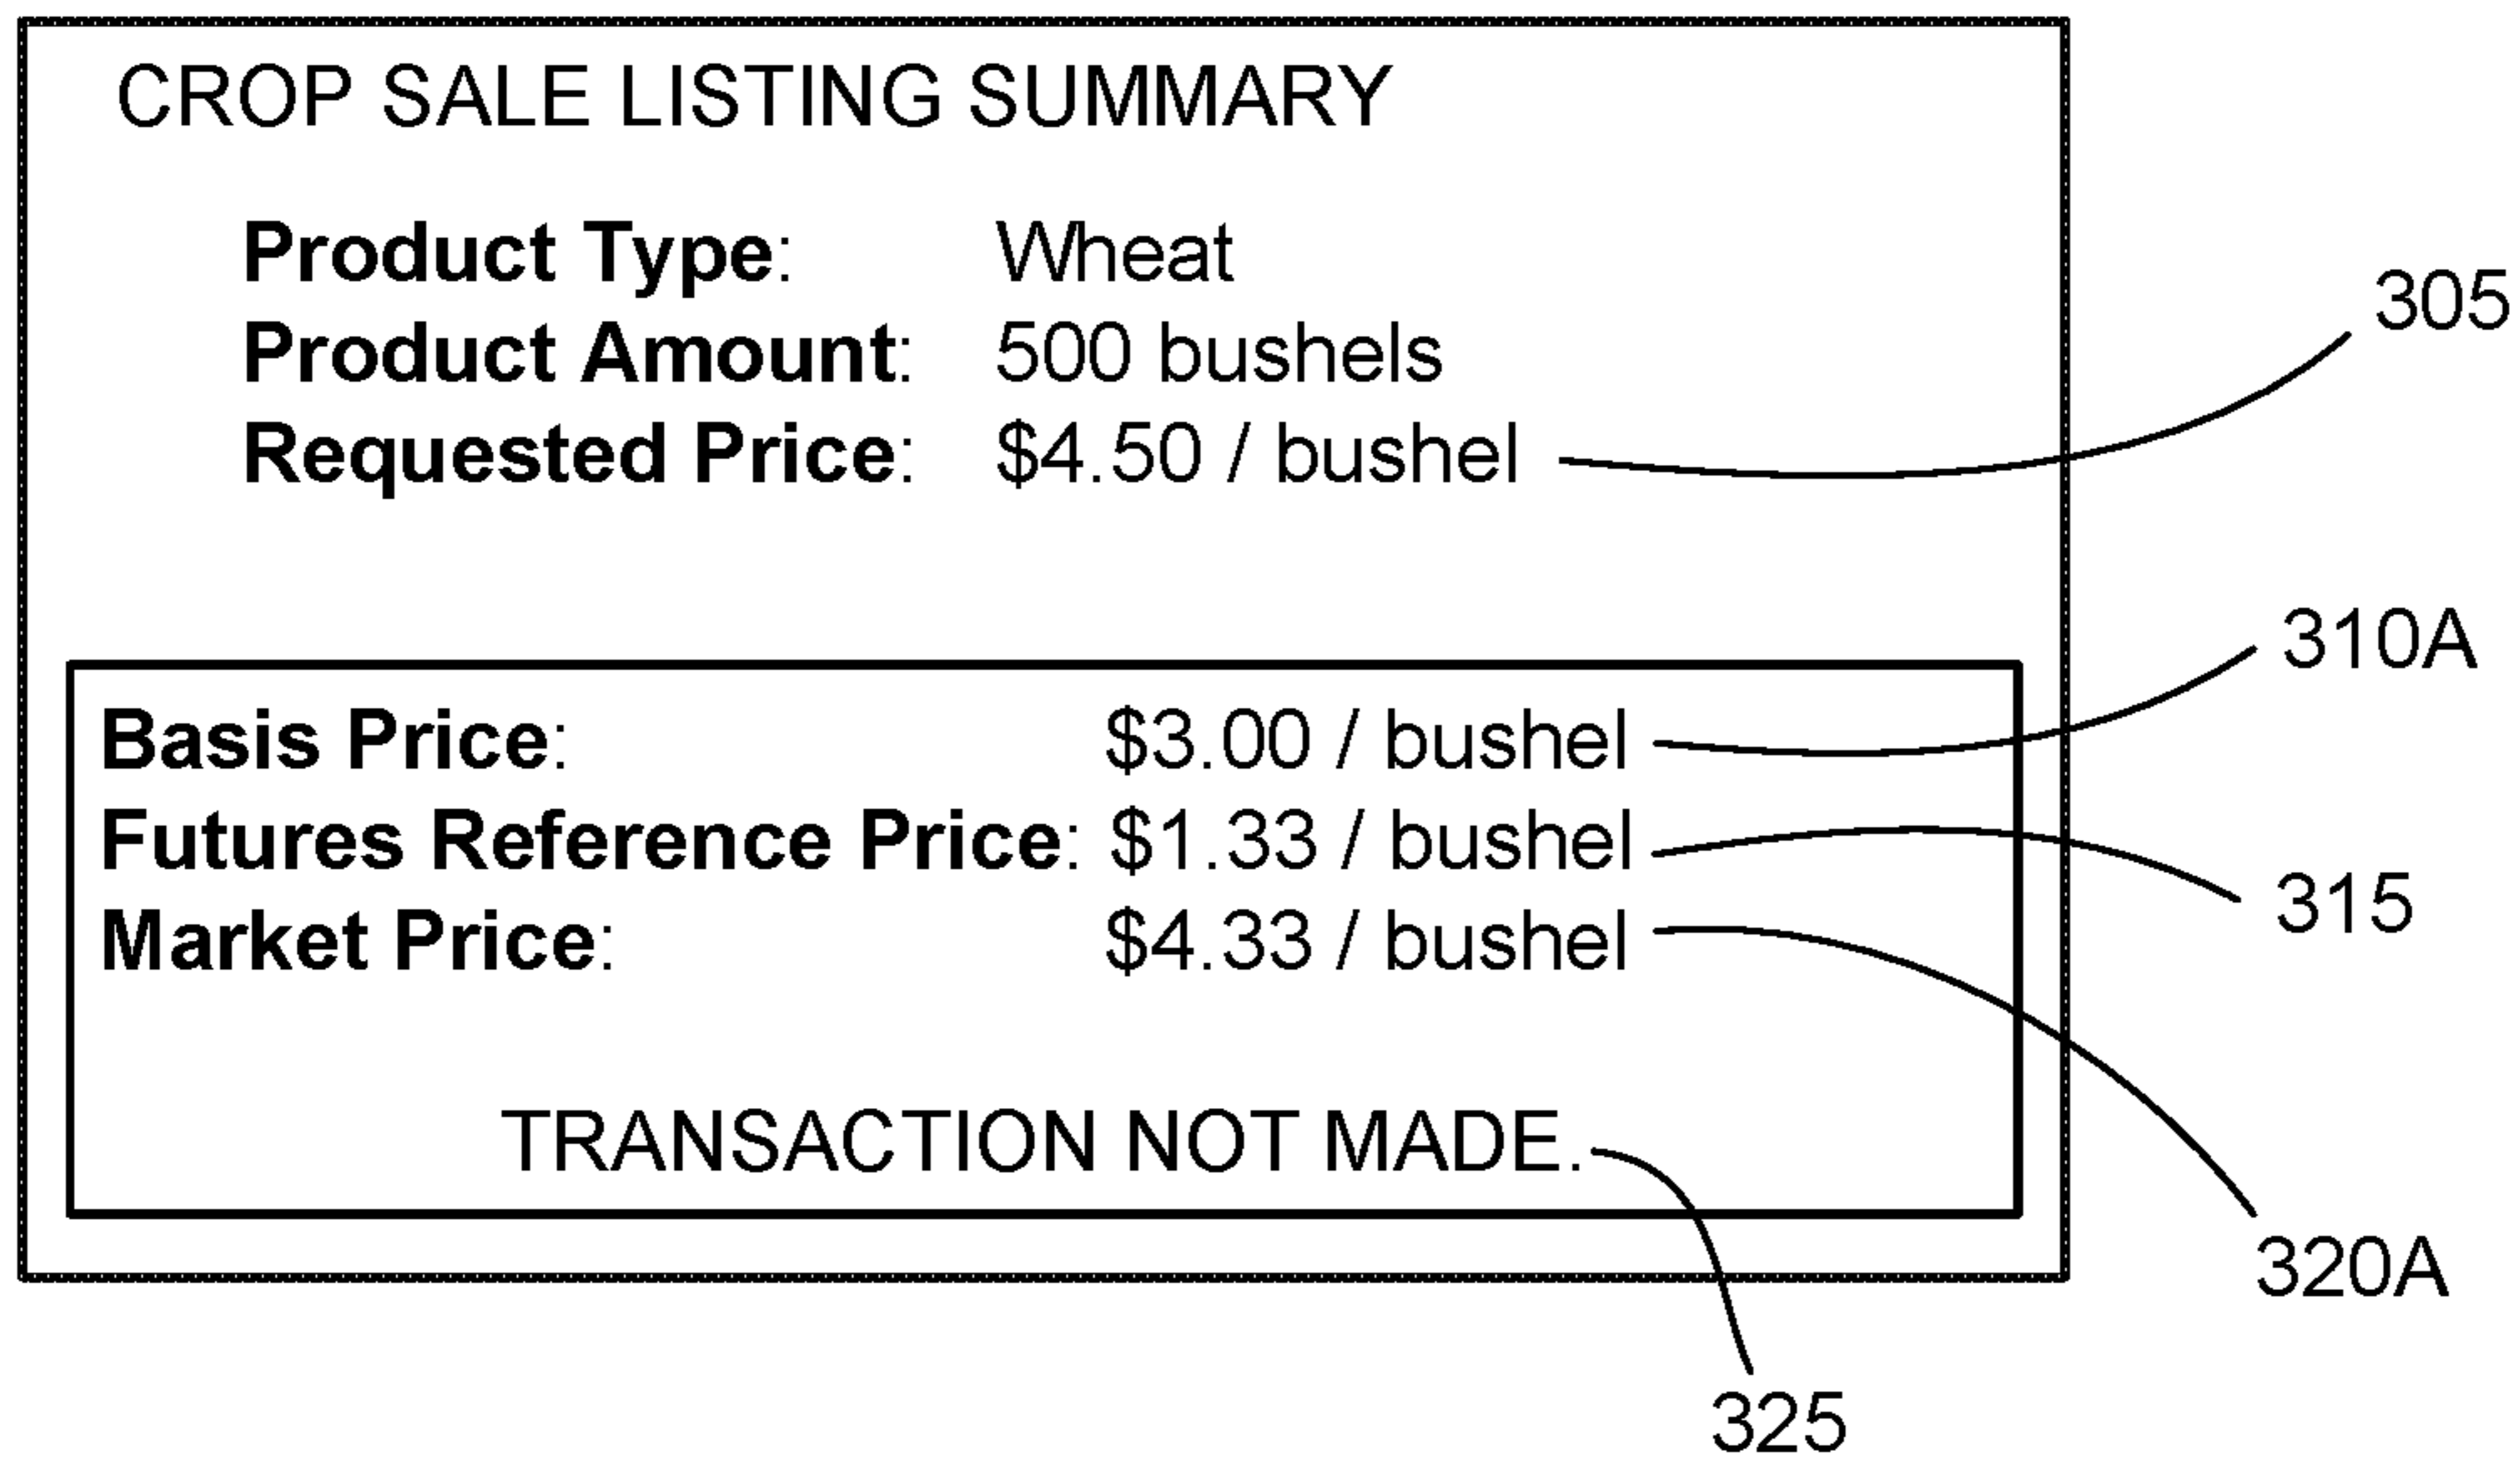 CROP SALE LISTING SUMMARY
Product Type: Wheat
305
Product Amount: 500 bushels
Requested Price: $4.50 / bushel
310A
Basis Price: $3.00 / bushel
Futures Reference Price: $1.33 / bushel
315
Market Price: $4.33 / bushel
TRANSACTION NOT MADE.
320A
325